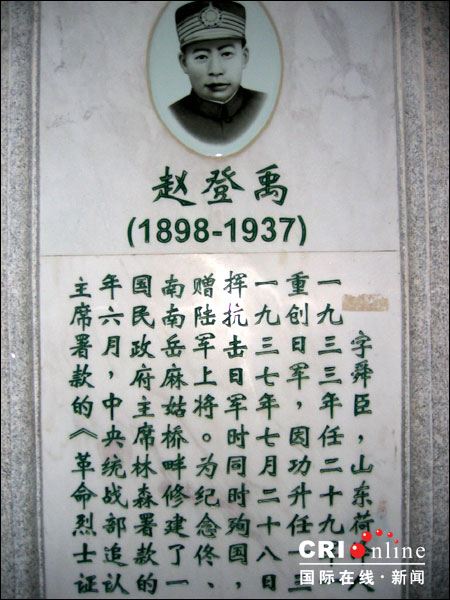 赵登禹
(1898-1937)
字舜臣，山东荷
一九三三年任二十九
重创日军，因功升任一三
一九三七年七月二十八日
挥抗击日军时同时殉国，
赠陆军上将。为纪念佟、
南南岳麻姑桥畔修建了一
国民政府主席林森署款的
年六月，中央统战部追认
主席署款的《革命烈士证
CRI Online
国际在线·新闻